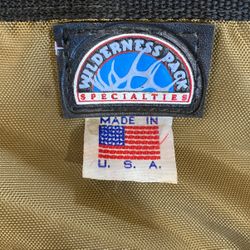 WILDERNESS PACK
SPECIALTIES
MADE IN
U. S. A.